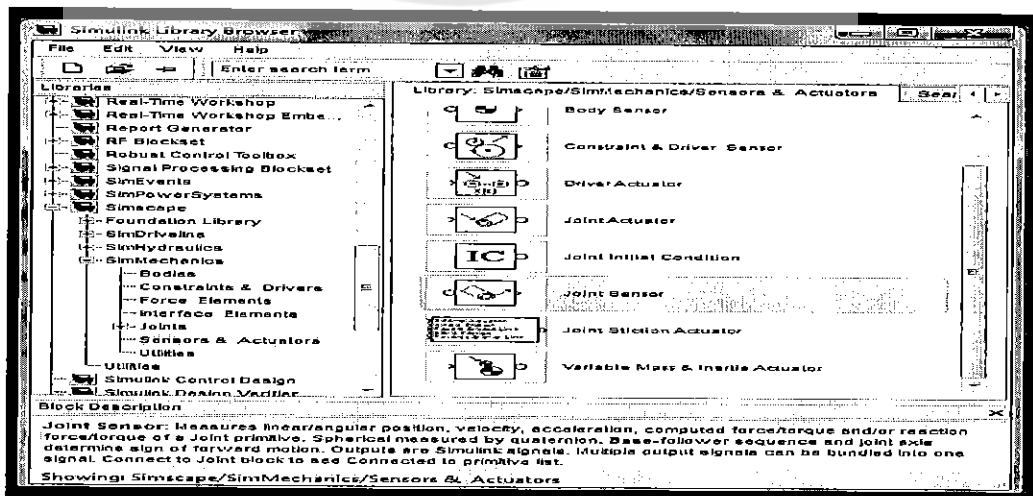 Simulink Library Browser
File Edit View Help
Enter search term
Libraries
Real-Time Workshop
Real-Time Workshop Embe...
Report Generator
RF Blockset
Robust Control Toolbox
Signal Processing Blockset
SimEvents
SimPowerSystems
Simscape
Foundation Library
SimDriveline
SimHydraulics
SimMechanics
Bodies
Constraints & Drivers
Force Elements
Interface Elements
Joints
Sensors & Actuators
Utilities
Utilities
Simulink Control Design
Simulink Design Verifier
Library: Simscape/SimMechanics/Sensors & Actuators
Sear
Body Sensor
Constraint & Driver Sensor
Driver Actuator
Joint Actuator
IC
Joint Initial Condition
Joint Sensor
Joint Stiction Actuator
Variable Mass & Inertia Actuator
Block Description
Joint Sensor: Measures linear/angular position, velocity, acceleration, computed force/torque and/or reaction
force/torque of a Joint primitive. Spherical measured by quaternion. Base-follower sequence and joint axis
determine sign of forward motion. Outputs are Simulink signals. Multiple output signals can be bundled into one
signal. Connect to Joint block to see Connected to primitive list.
Showing: Simscape/SimMechanics/Sensors & Actuators